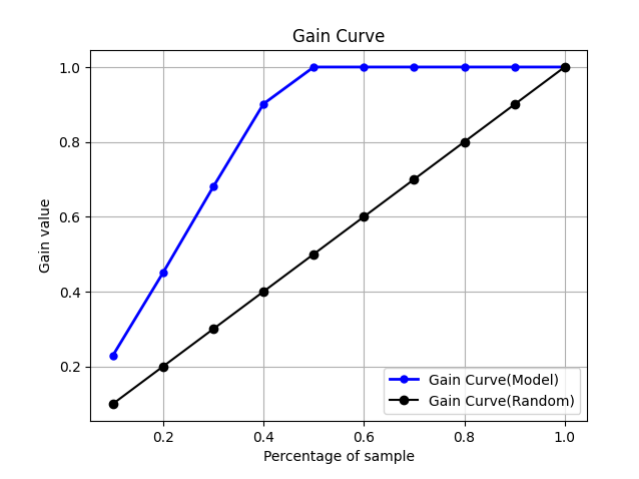 Gain Curve
1.0
0.8
0.6
0.4
0.2
Gain value
Gain Curve(Model)
Gain Curve(Random)
0.2 0.4 0.6 0.8 1.0
Percentage of sample